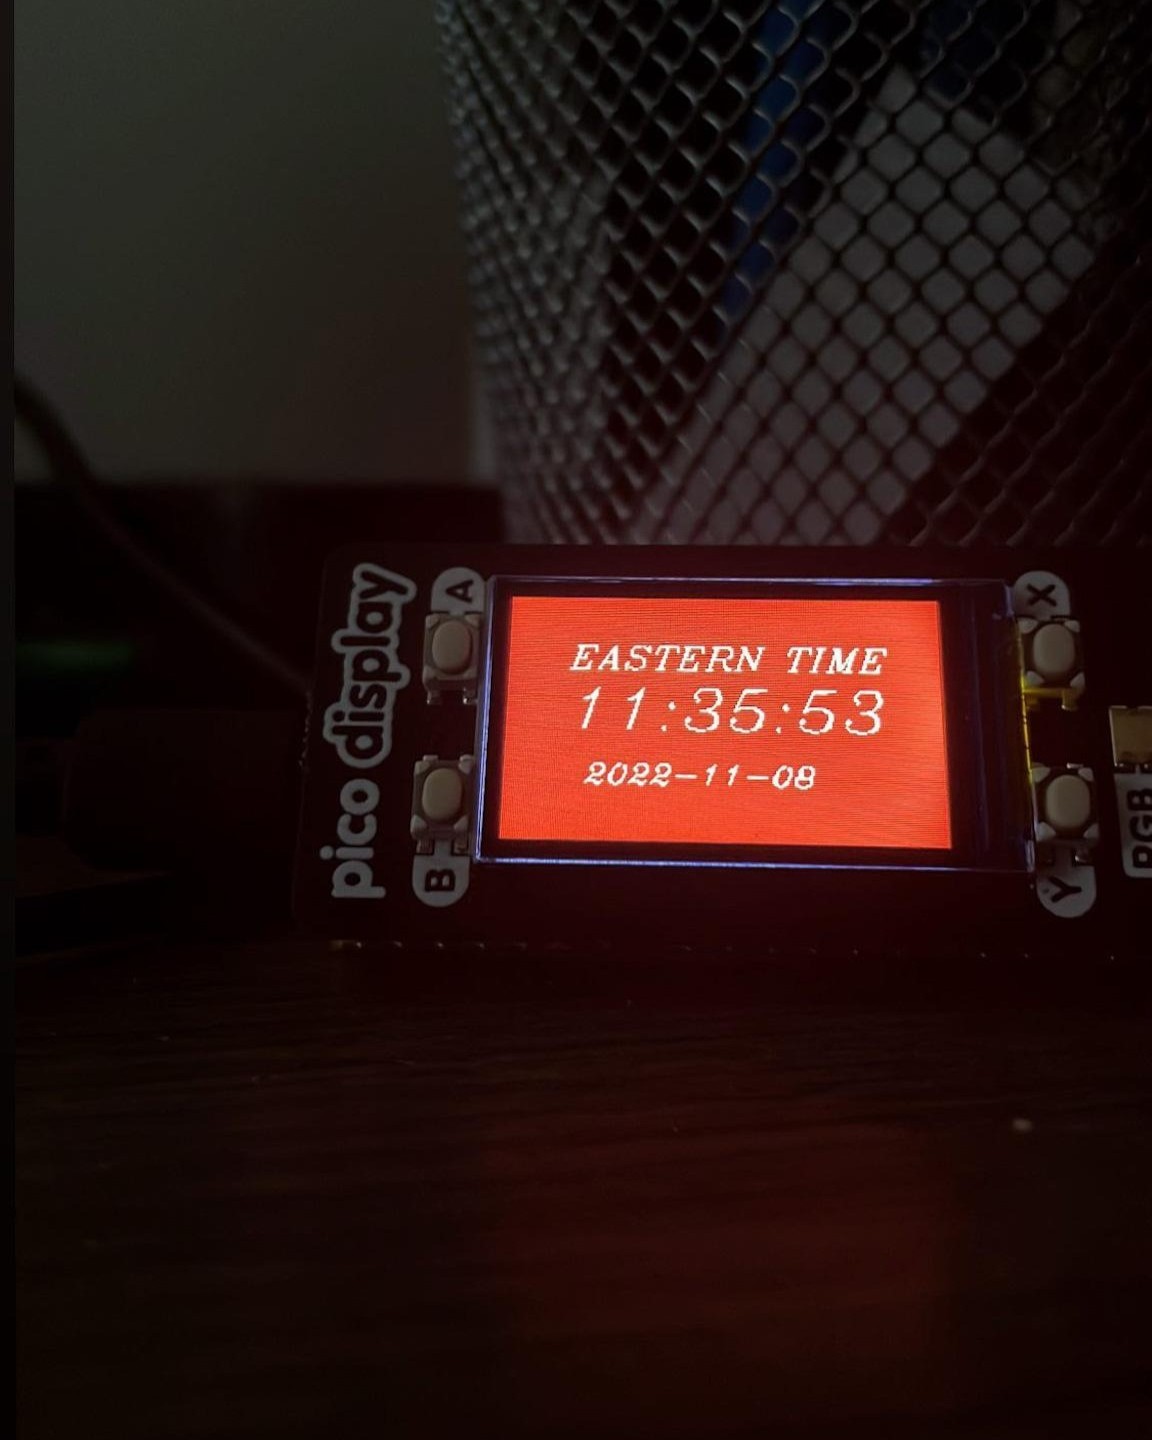 pico display
A
B
EASTERN TIME
11:35:53
2022-11-08
X
Y
RGB